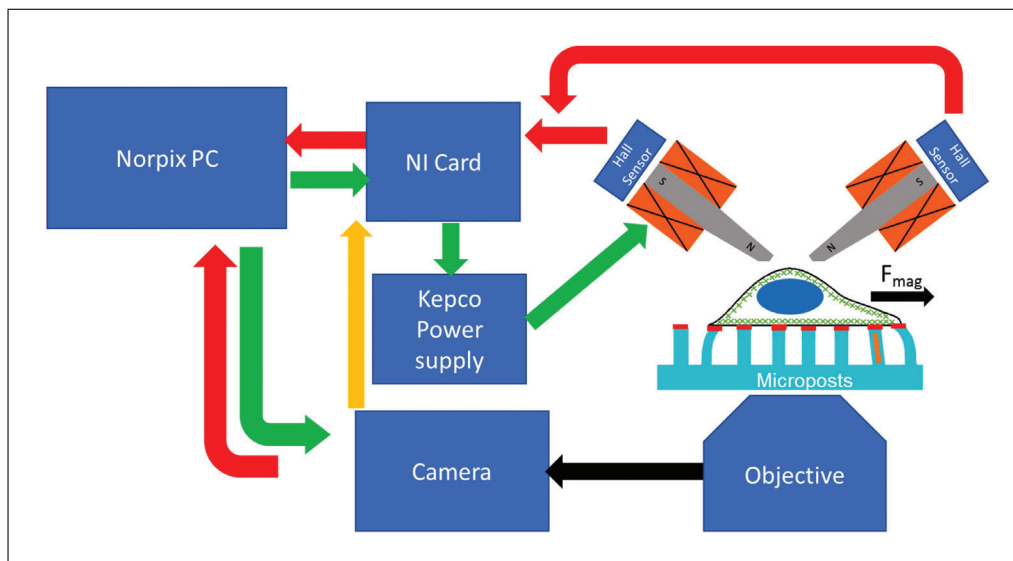 Norpix PC
NI Card
Hall
Sensor
S
N
Hall
Sensor
S
N
Kepco
Power
supply
Fmag
Microposts
Camera
Objective